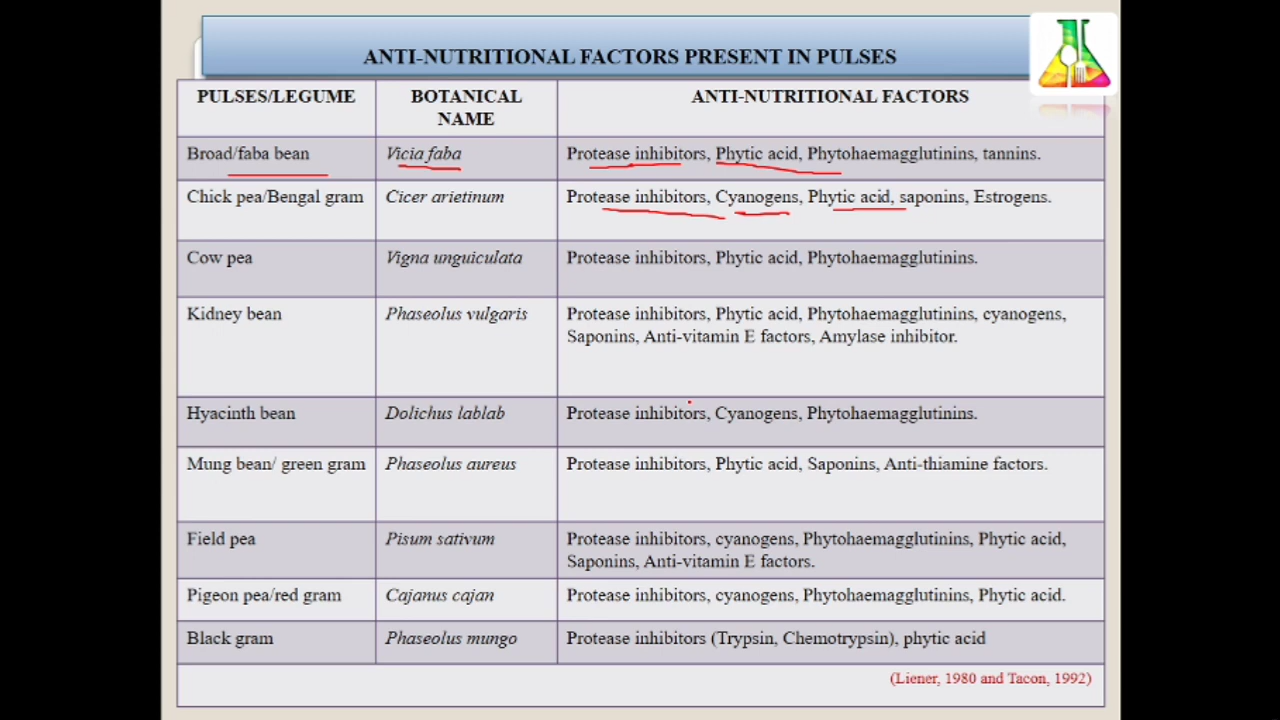 ANTI-NUTRITIONAL FACTORS PRESENT IN PULSES
PULSES/LEGUME BOTANICAL NAME ANTI-NUTRITIONAL FACTORS
Broad/faba bean Vicia faba Protease inhibitors, Phytic acid, Phytohaemagglutinins, tannins.
Chick pea/Bengal gram Cicer arietinum Protease inhibitors, Cyanogens, Phytic acid, saponins, Estrogens.
Cow pea Vigna unguiculata Protease inhibitors, Phytic acid, Phytohaemagglutinins.
Kidney bean Phaseolus vulgaris Protease inhibitors, Phytic acid, Phytohaemagglutinins, cyanogens,
Saponins, Anti-vitamin E factors, Amylase inhibitor.
Hyacinth bean Dolichus lablab Protease inhibitors, Cyanogens, Phytohaemagglutinins.
Mung bean/ green gram Phaseolus aureus Protease inhibitors, Phytic acid, Saponins, Anti-thiamine factors.
Field pea Pisum sativum Protease inhibitors, cyanogens, Phytohaemagglutinins, Phytic acid,
Saponins, Anti-vitamin E factors.
Pigeon pea/red gram Cajanus cajan Protease inhibitors, cyanogens, Phytohaemagglutinins, Phytic acid.
Black gram Phaseolus mungo Protease inhibitors (Trypsin, Chemotrypsin), phytic acid
(Liener, 1980 and Tacon, 1992)